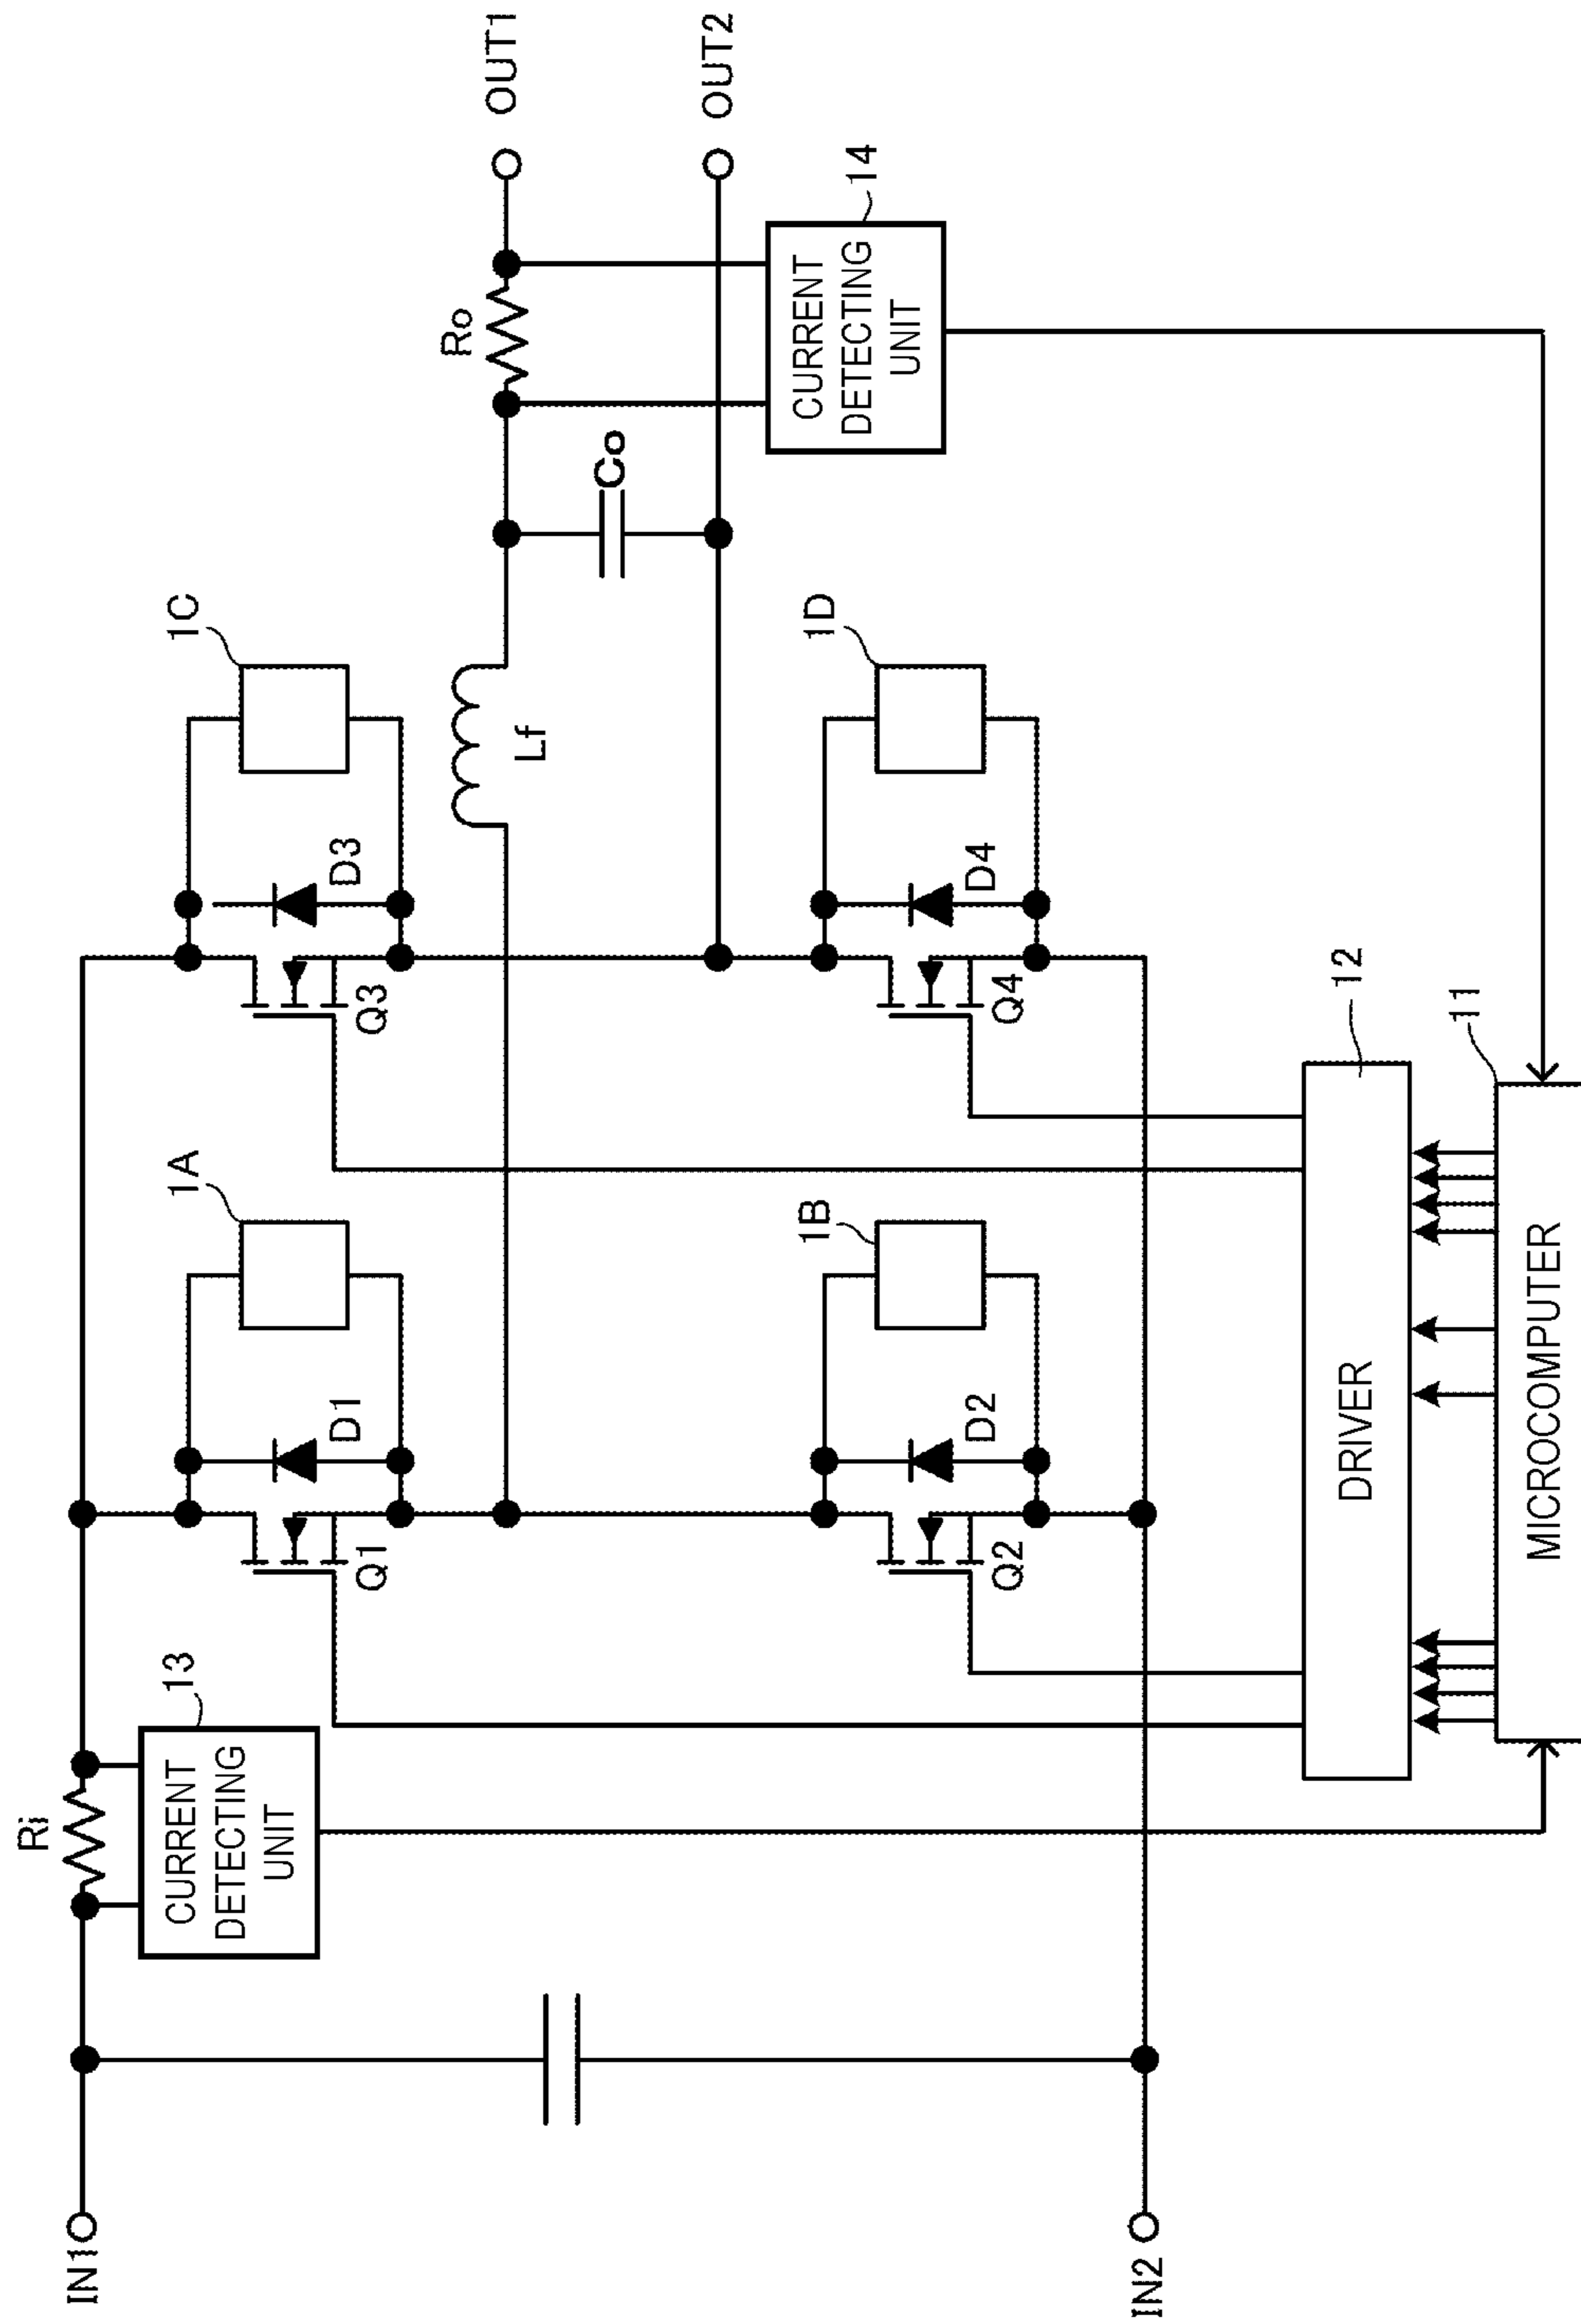 IN1
IN2
Ri
CURRENT
DETECTING
UNIT
13
Q1
D1
1A
Q2
D2
1B
Q3
D3
1C
Q4
D4
1D
Lf
Co
Ro
OUT1
OUT2
CURRENT
DETECTING
UNIT
14
DRIVER
12
MICROCOMPUTER
11